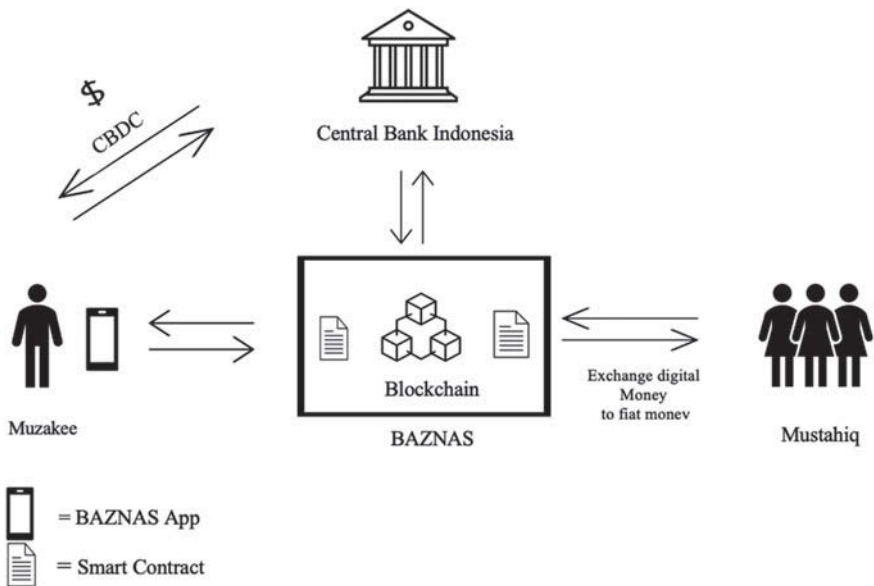 $
CBDC
Central Bank Indonesia
Blockchain
BAZNAS
Exchange digital
Money
to fiat monev
Muzakee
Mustahiq
= BAZNAS App
= Smart Contract